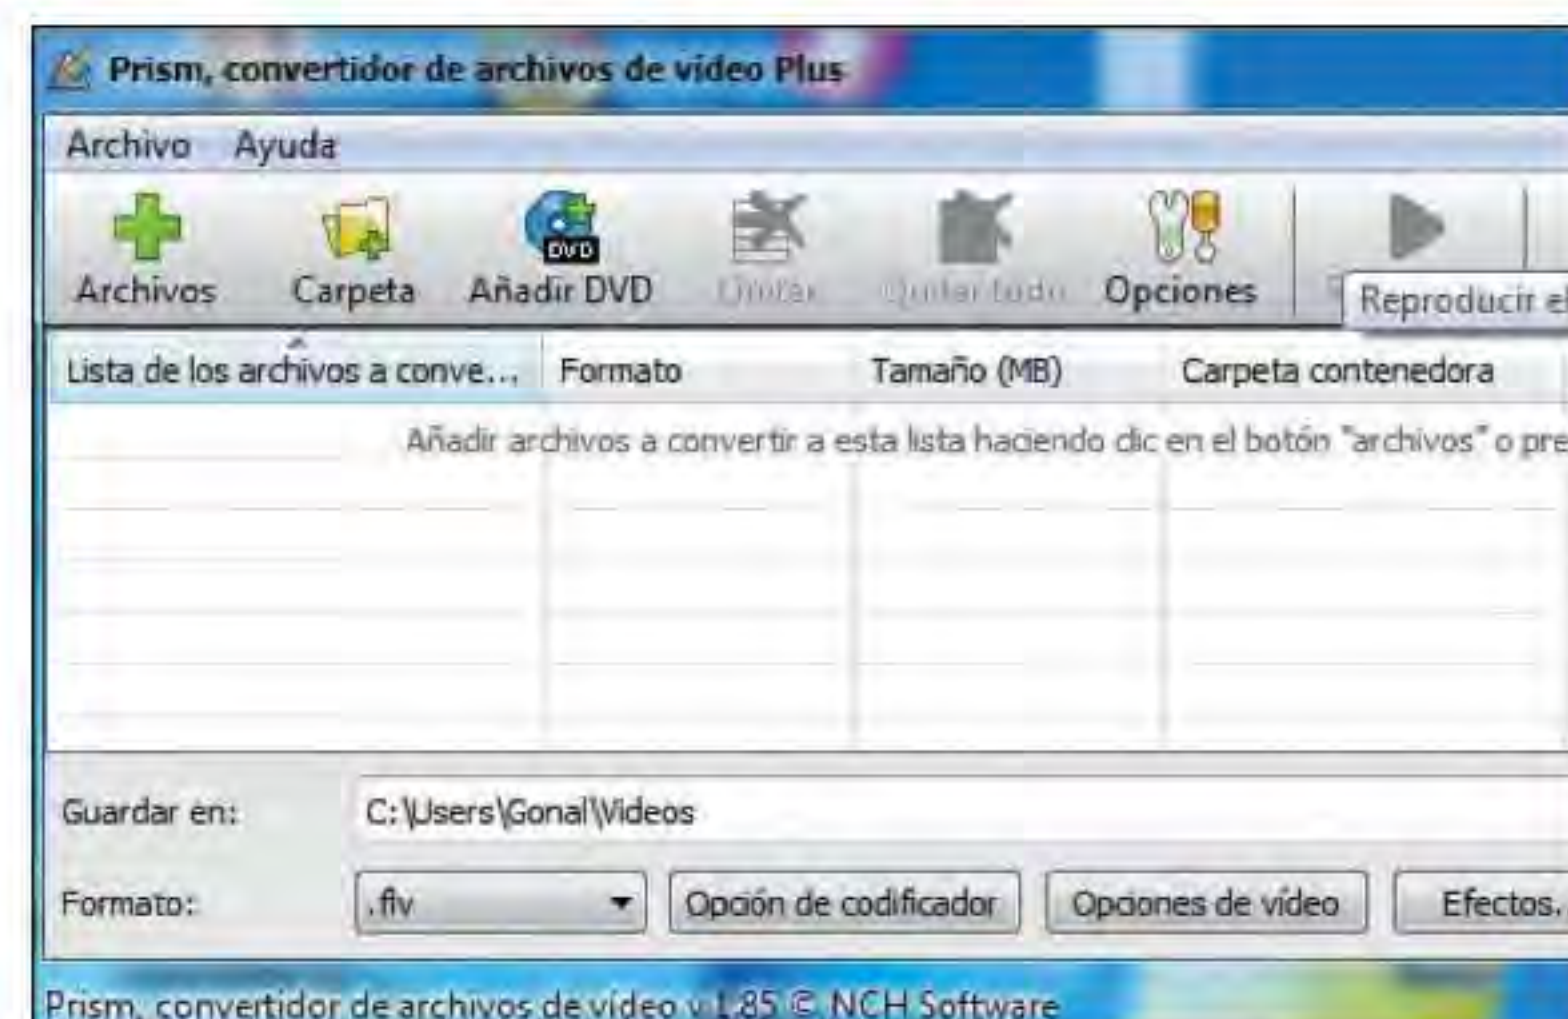 Prism, convertidor de archivos de vídeo Plus
Archivo Ayuda
Archivos Carpeta Añadir DVD Quitar todo Opciones
Reproducir el
Lista de los archivos a conve... Formato Tamaño (MB) Carpeta contenedora
Añadir archivos a convertir a esta lista haciendo clic en el botón "archivos" o pre
Guardar en: C:\Users\Gonal\Videos
Formato: .flv Opción de codificador Opciones de vídeo Efectos.
Prism, convertidor de archivos de vídeo v 1.85 © NCH Software